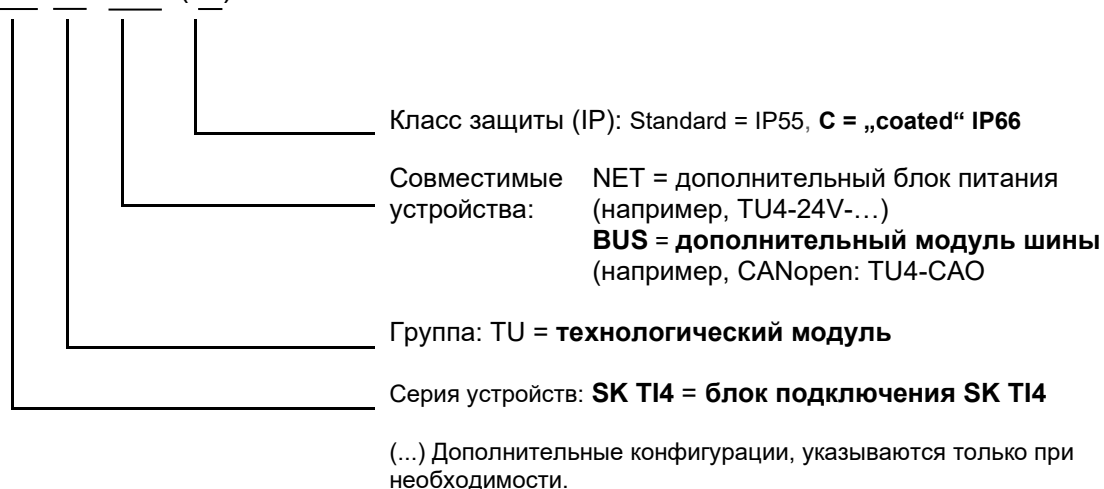 Класс защиты (IP): Standard = IP55, C = „coated“ IP66
Совместимые NET = дополнительный блок питания
устройства: (например, TU4-24V-…)
BUS = дополнительный модуль шины
(например, CANopen: TU4-CAO
Группа: TU = технологический модуль
Серия устройств: SK TI4 = блок подключения SK TI4
(...) Дополнительные конфигурации, указываются только при
необходимости.